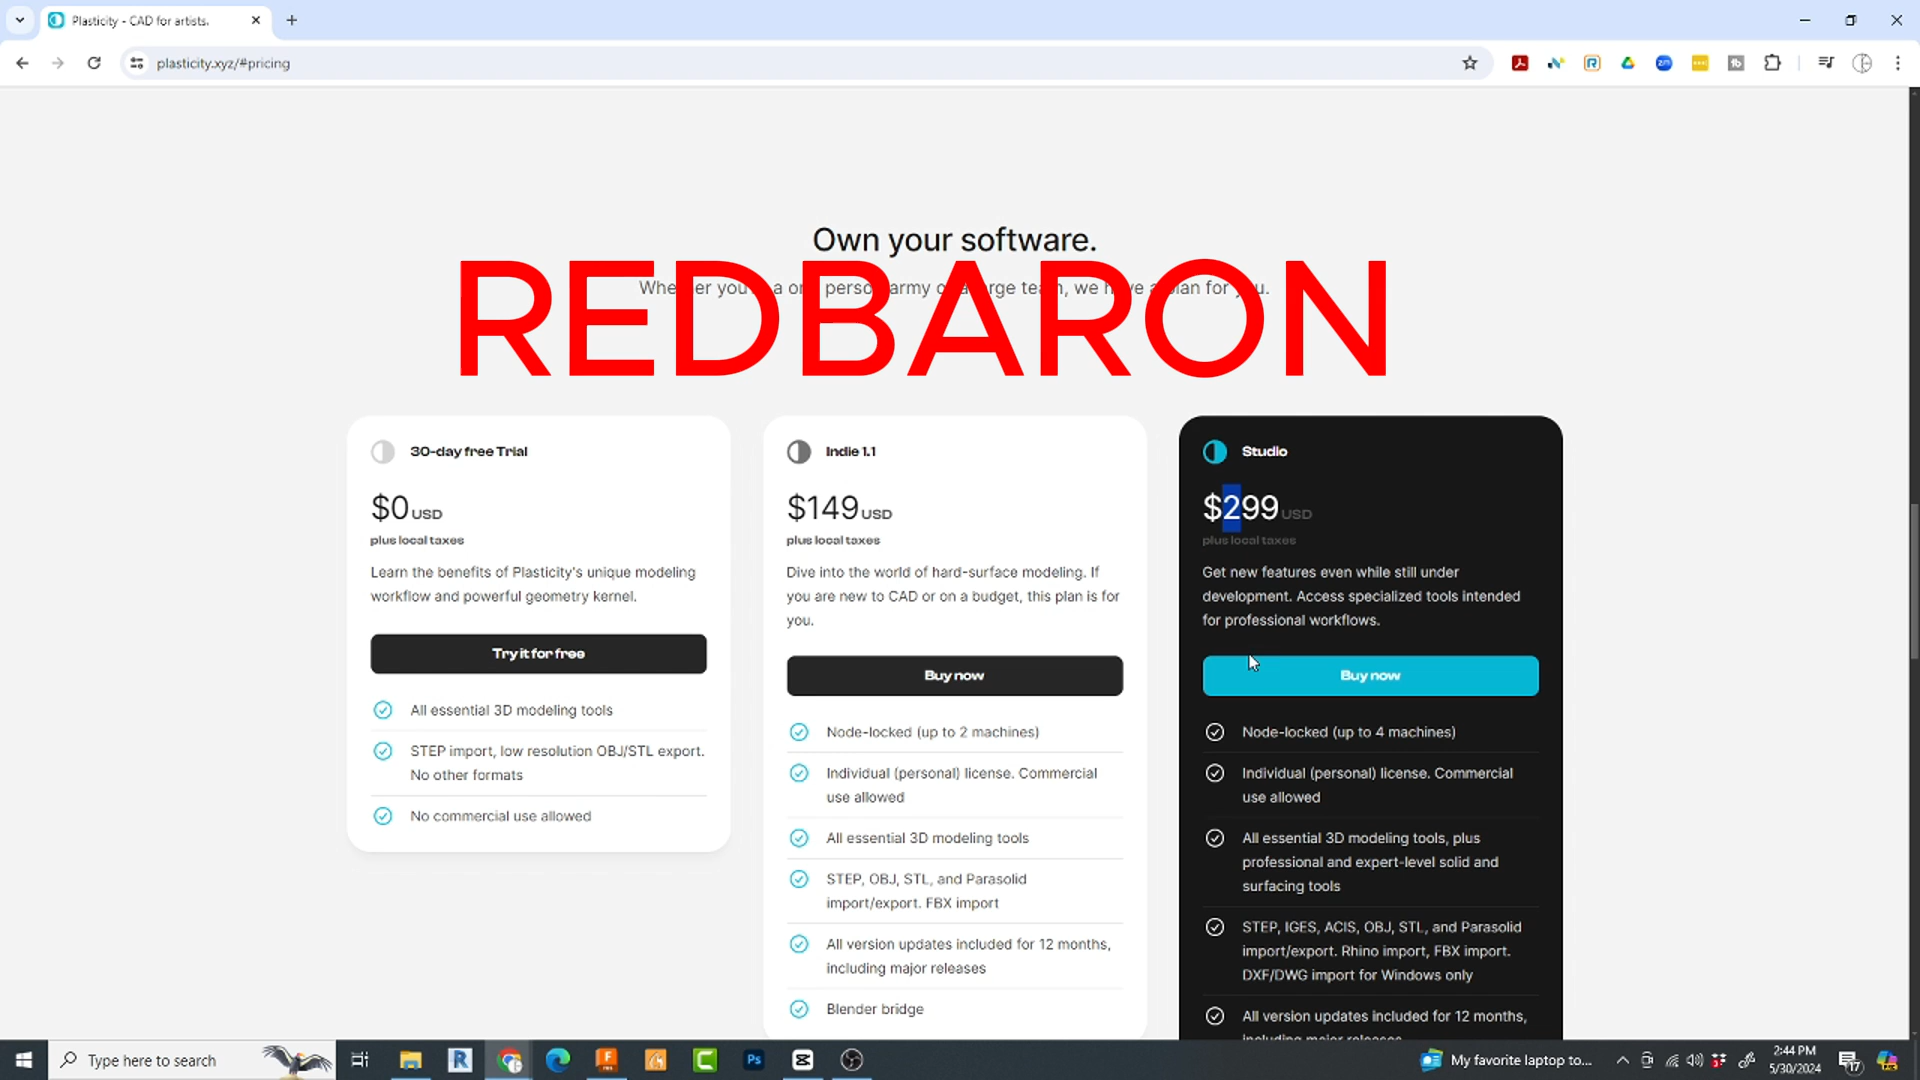 Plasticity - CAD for artists.
plasticity.xyz/#pricing
Own your software.
REDBARON
30-day free Trial
$0 USD
plus local taxes
Learn the benefits of Plasticity's unique modeling
workflow and powerful geometry kernel.
Try it for free
All essential 3D modeling tools
STEP import, low resolution OBJ/STL export.
No other formats
No commercial use allowed
Indie 1.1
$149 USD
plus local taxes
Dive into the world of hard-surface modeling. If
you are new to CAD or on a budget, this plan is for
you.
Buy now
Node-locked (up to 2 machines)
Individual (personal) license. Commercial
use allowed
All essential 3D modeling tools
STEP, OBJ, STL, and Parasolid
import/export. FBX import
All version updates included for 12 months,
including major releases
Blender bridge
Studio
$299 USD
plus local taxes
Get new features even while still under
development. Access specialized tools intended
for professional workflows.
Buy now
Node-locked (up to 4 machines)
Individual (personal) license. Commercial
use allowed
All essential 3D modeling tools, plus
professional and expert-level solid and
surfacing tools
STEP, IGES, ACIS, OBJ, STL, and Parasolid
import/export. Rhino import, FBX import.
DXF/DWG import for Windows only
All version updates included for 12 months,
including major releases
Type here to search
My favorite laptop to...
2:44 PM
5/30/2024
17